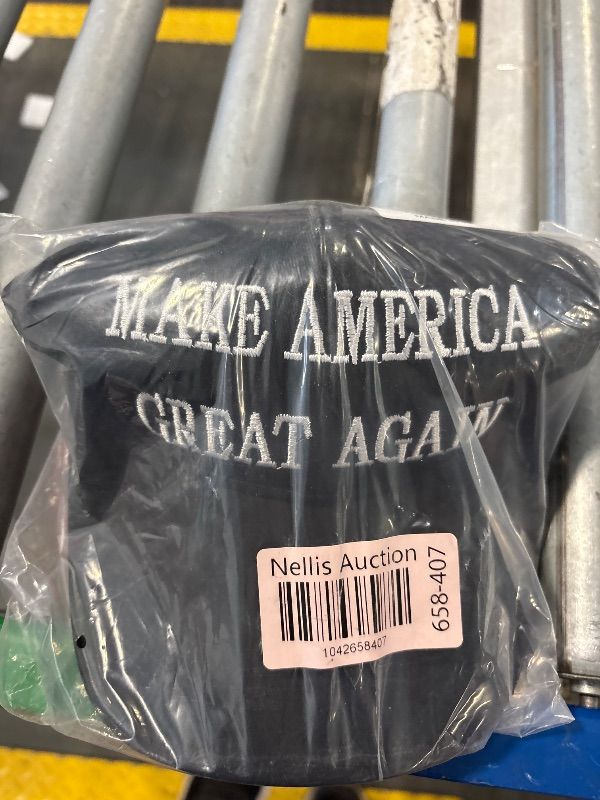 MAKE AMERICA
GREAT AGAIN
Nellis Auction
658-407
1042658407